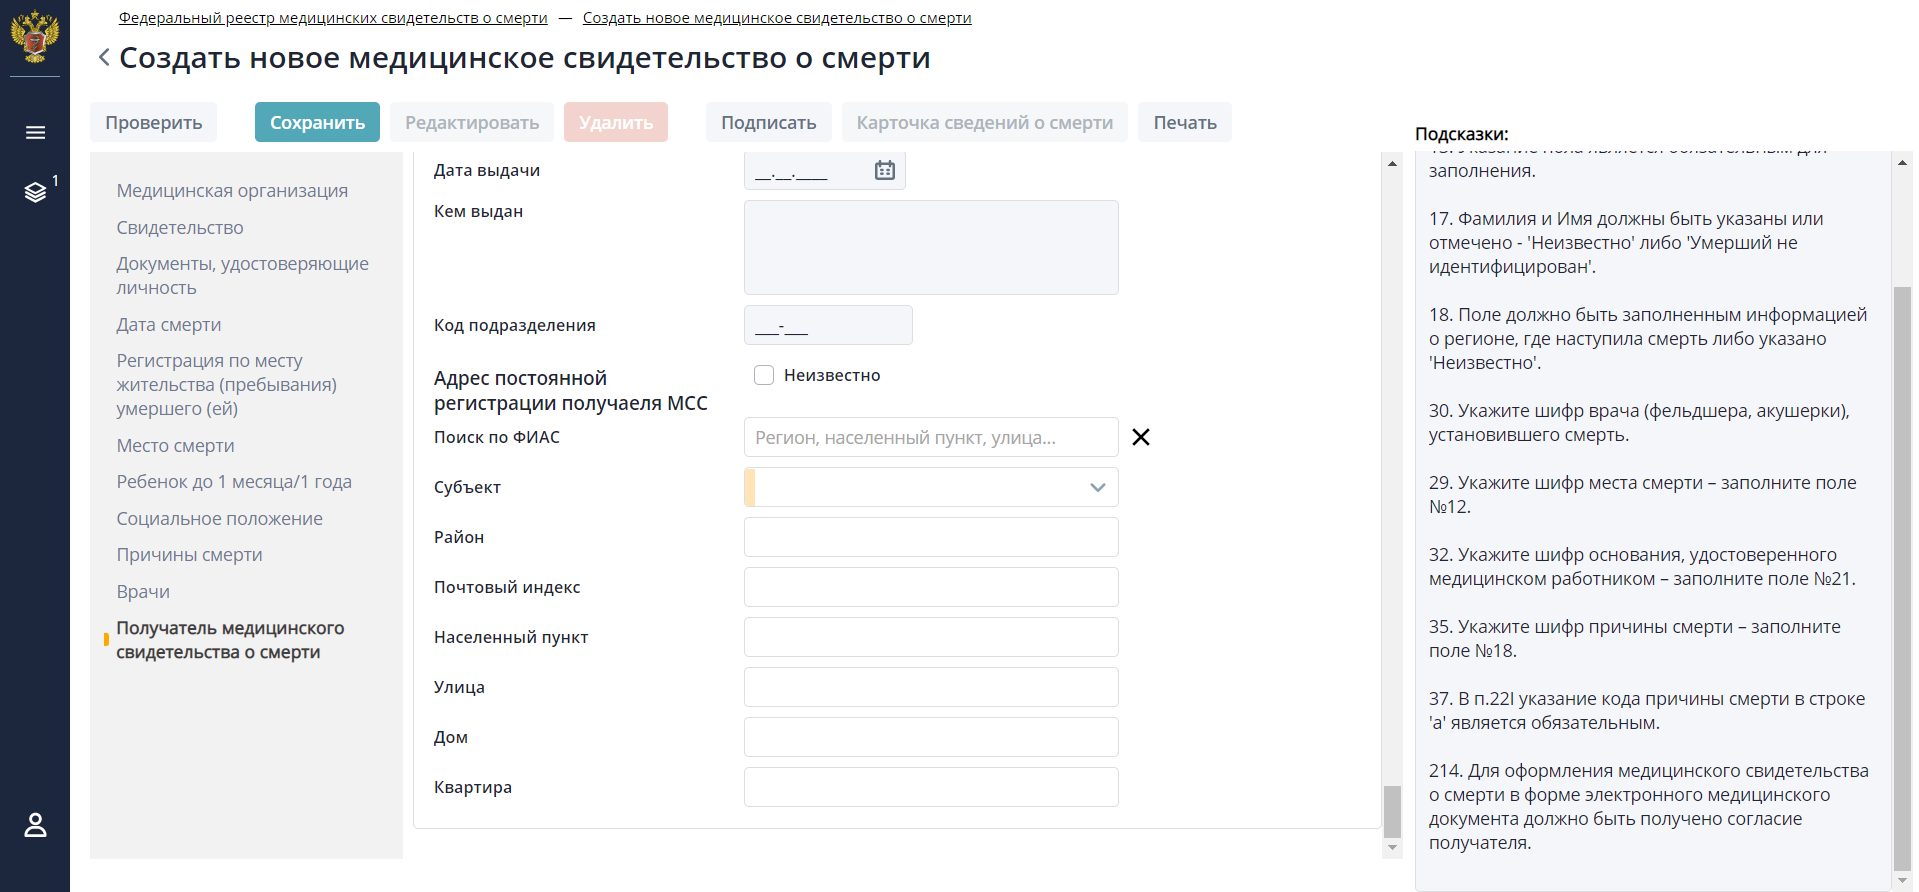 Федеральный реестр медицинских свидетельств о смерти — Создать новое медицинское свидетельство о смерти
Создать новое медицинское свидетельство о смерти
Проверить
Сохранить
Редактировать
Удалить
Подписать
Карточка сведений о смерти
Печать
1
Медицинская организация
Свидетельство
Документы, удостоверяющие
личность
Дата смерти
Регистрация по месту
жительства (пребывания)
умершего (ей)
Место смерти
Ребенок до 1 месяца/1 года
Социальное положение
Причины смерти
Врачи
Получатель медицинского
свидетельства о смерти
Дата выдачи
__.__.____
Кем выдан
Код подразделения
___-___
Адрес постоянной
регистрации получаеля МСС
Неизвестно
Поиск по ФИАС
Регион, населенный пункт, улица...
Субъект
Район
Почтовый индекс
Населенный пункт
Улица
Дом
Квартира
Подсказки:
заполнения.
17. Фамилия и Имя должны быть указаны или
отмечено - 'Неизвестно' либо 'Умерший не
идентифицирован'.
18. Поле должно быть заполненным информацией
о регионе, где наступила смерть либо указано
'Неизвестно'.
30. Укажите шифр врача (фельдшера, акушерки),
установившего смерть.
29. Укажите шифр места смерти – заполните поле
№12.
32. Укажите шифр основания, удостоверенного
медицинском работником – заполните поле №21.
35. Укажите шифр причины смерти – заполните
поле №18.
37. В п.22I указание кода причины смерти в строке
'а' является обязательным.
214. Для оформления медицинского свидетельства
о смерти в форме электронного медицинского
документа должно быть получено согласие
получателя.